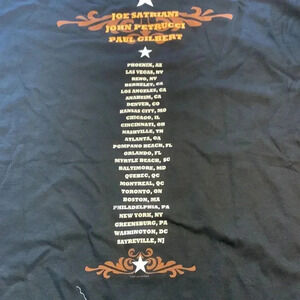 JOE SATRIANI
JOHN PETRUCCI
PAUL GILBERT
PHOENIX, AZ
LAS VEGAS, NV
RENO, NV
BERKELEY, CA
LOS ANGELES, CA
ANAHEIM, CA
DENVER, CO
KANSAS CITY, MO
CHICAGO, IL
CINCINNATI, OH
NASHVILLE, TN
ATLANTA, GA
POMPANO BEACH, FL
ORLANDO, FL
MYRTLE BEACH, SC
BALTIMORE, MD
QUEBEC, QC
MONTREAL, QC
TORONTO, ON
BOSTON, MA
PHILADELPHIA, PA
NEW YORK, NY
GREENSBURG, PA
WASHINGTON, DC
SAYREVILLE, NJ